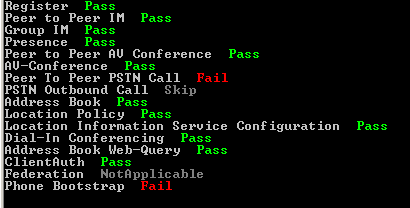 Register  Pass
Peer to Peer IM  Pass
Group IM  Pass
Presence  Pass
Peer to Peer AV Conference  Pass
AV-Conference  Pass
Peer To Peer PSTN Call  Fail
PSTN Outbound Call  Skip
Address Book  Pass
Location Policy  Pass
Location Information Service Configuration  Pass
Dial-In Conferencing  Pass
Address Book Web-Query  Pass
ClientAuth  Pass
Federation  NotApplicable
Phone Bootstrap  Fail